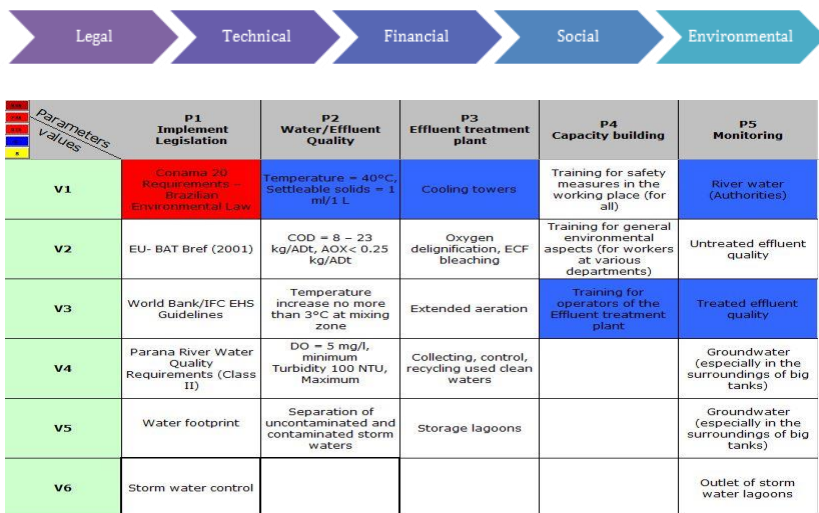 Legal
Technical
Financial
Social
Environmental
Parameters
values
P1
Implement
Legislation
P2
Water/Effluent
Quality
P3
Effluent treatment
plant
P4
Capacity building
P5
Monitoring
V1
Conama 20
Requirements –
Brazilian
Environmental Law
Temperature = 40°C,
Settleable solids = 1
ml/1 L
Cooling towers
Training for safety
measures in the
working place (for
all)
River water
(Authorities)
V2
EU- BAT Bref (2001)
COD = 8 – 23
kg/ADt, AOX< 0.25
kg/ADt
Oxygen
delignification, ECF
bleaching
Training for general
environmental
aspects (for workers
at various
departments)
Untreated effluent
quality
V3
World Bank/IFC EHS
Guidelines
Temperature
increase no more
than 3°C at mixing
zone
Extended aeration
Training for
operators of the
Effluent treatment
plant
Treated effluent
quality
V4
Parana River Water
Quality
Requirements (Class
II)
DO = 5 mg/l,
minimum
Turbidity 100 NTU,
Maximum
Collecting, control,
recycling used clean
waters
Groundwater
(especially in the
surroundings of big
tanks)
V5
Water footprint
Separation of
uncontaminated and
contaminated storm
waters
Storage lagoons
Groundwater
(especially in the
surroundings of big
tanks)
V6
Storm water control
Outlet of storm
water lagoons